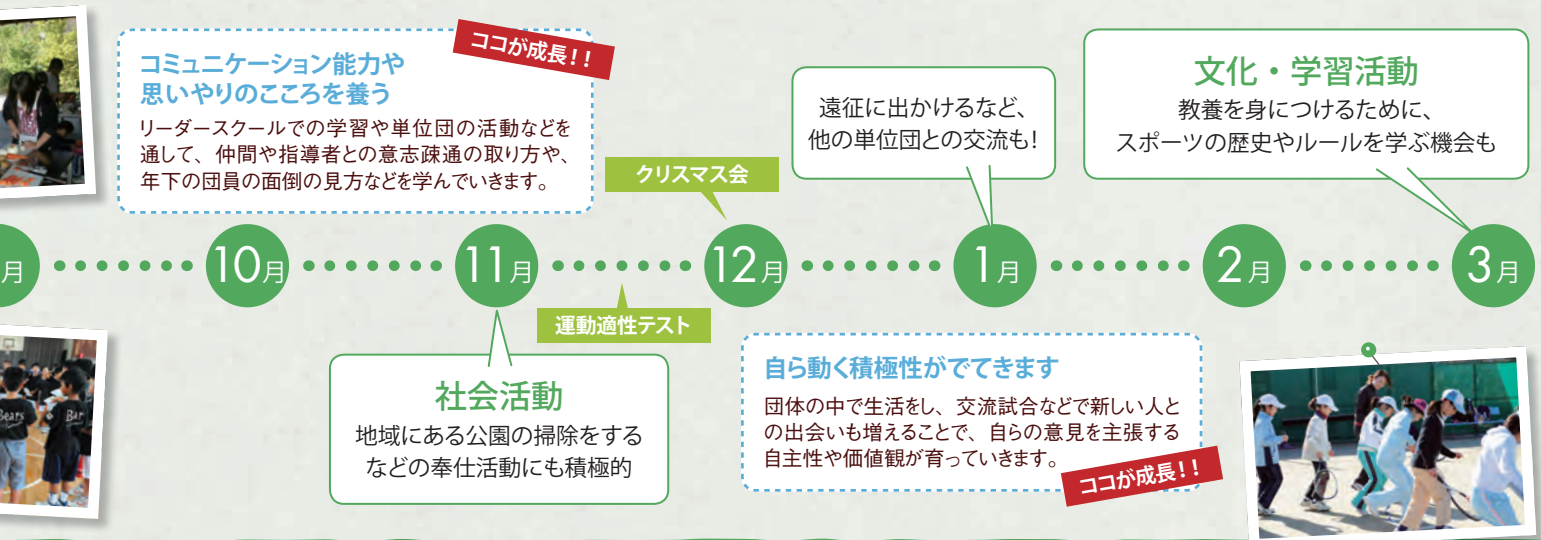 ココが成長！！
コミュニケーション能力や
思いやりのこころを養う
リーダースクールでの学習や単位団の活動などを
通して、仲間や指導者との意志疎通の取り方や、
年下の団員の面倒の見方などを学んでいきます。
クリスマス会
遠征に出かけるなど、
他の単位団との交流も！
文化・学習活動
教養を身につけるために、
スポーツの歴史やルールを学ぶ機会も
月
10月
11月
12月
1月
2月
3月
運動適性テスト
社会活動
地域にある公園の掃除をする
などの奉仕活動にも積極的
自ら動く積極性がでてきます
団体の中で生活をし、交流試合などで新しい人と
の出会いも増えることで、自らの意見を主張する
自主性や価値観が育っていきます。
ココが成長！！
Bears